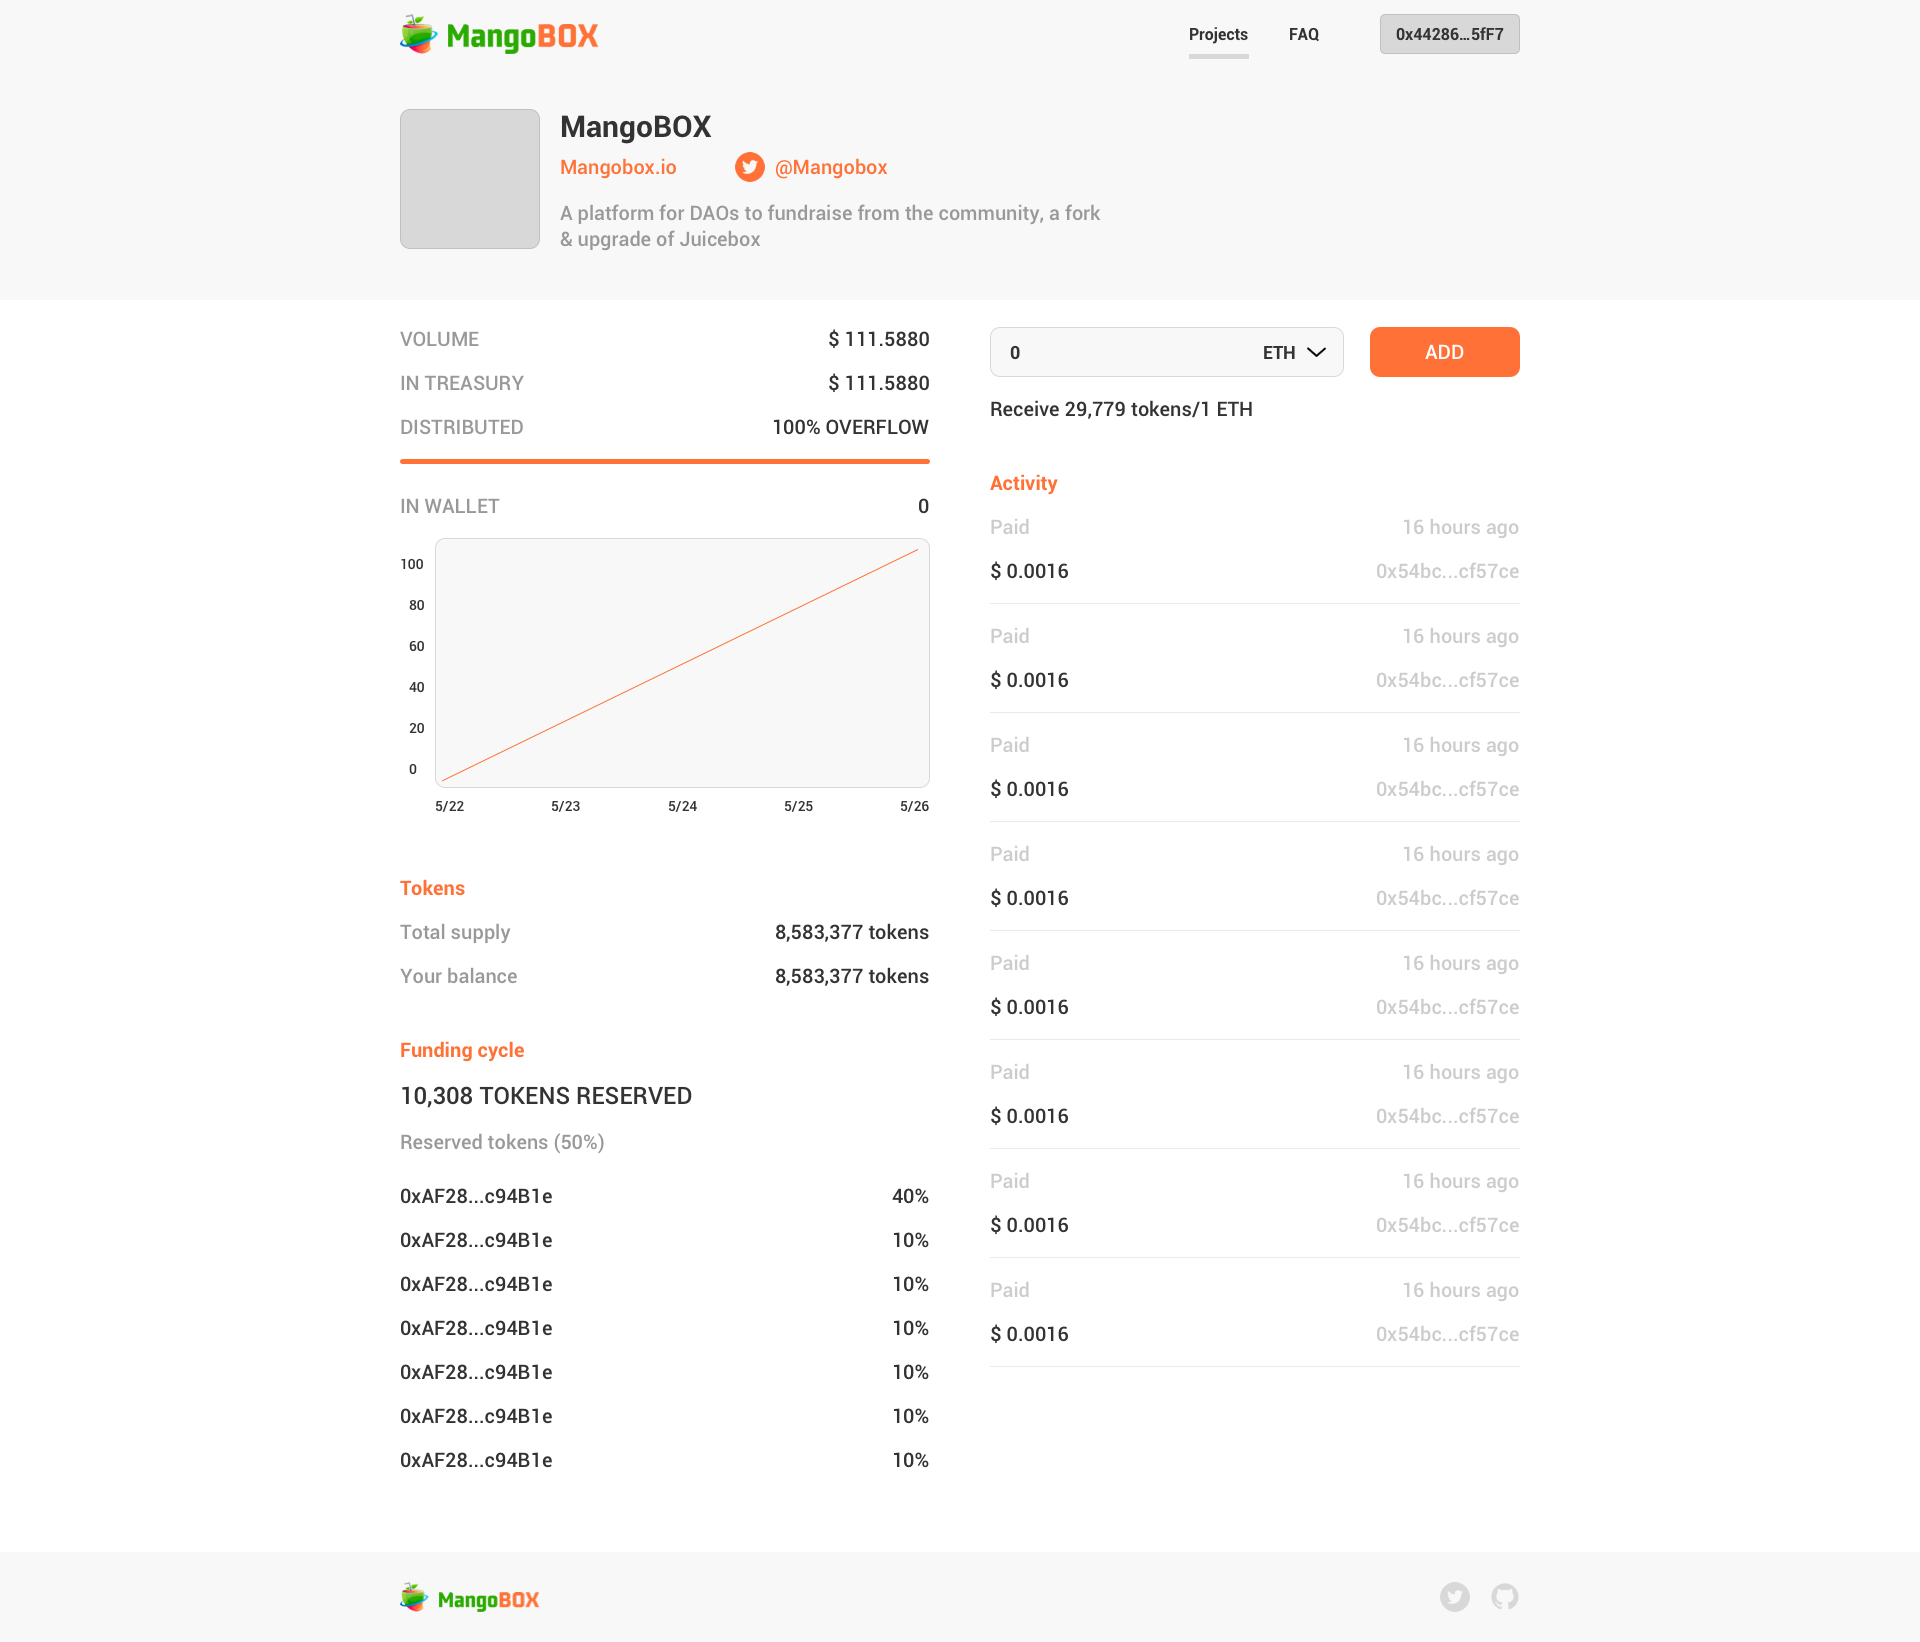 MangoBOX
Projects
FAQ
0x44286...5fF7
MangoBOX
Mangobox.io
@Mangobox
A platform for DAOs to fundraise from the community, a fork
& upgrade of Juicebox
VOLUME
$ 111.5880
IN TREASURY
$ 111.5880
DISTRIBUTED
100% OVERFLOW
IN WALLET
0
100
80
60
40
20
0
5/22
5/23
5/24
5/25
5/26
Tokens
Total supply
8,583,377 tokens
Your balance
8,583,377 tokens
Funding cycle
10,308 TOKENS RESERVED
Reserved tokens (50%)
0xAF28...c94B1e
40%
0xAF28...c94B1e
10%
0xAF28...c94B1e
10%
0xAF28...c94B1e
10%
0xAF28...c94B1e
10%
0xAF28...c94B1e
10%
0xAF28...c94B1e
10%
0
ETH
ADD
Receive 29,779 tokens/1 ETH
Activity
Paid
16 hours ago
$ 0.0016
0x54bc...cf57ce
Paid
16 hours ago
$ 0.0016
0x54bc...cf57ce
Paid
16 hours ago
$ 0.0016
0x54bc...cf57ce
Paid
16 hours ago
$ 0.0016
0x54bc...cf57ce
Paid
16 hours ago
$ 0.0016
0x54bc...cf57ce
Paid
16 hours ago
$ 0.0016
0x54bc...cf57ce
Paid
16 hours ago
$ 0.0016
0x54bc...cf57ce
Paid
16 hours ago
$ 0.0016
0x54bc...cf57ce
MangoBOX